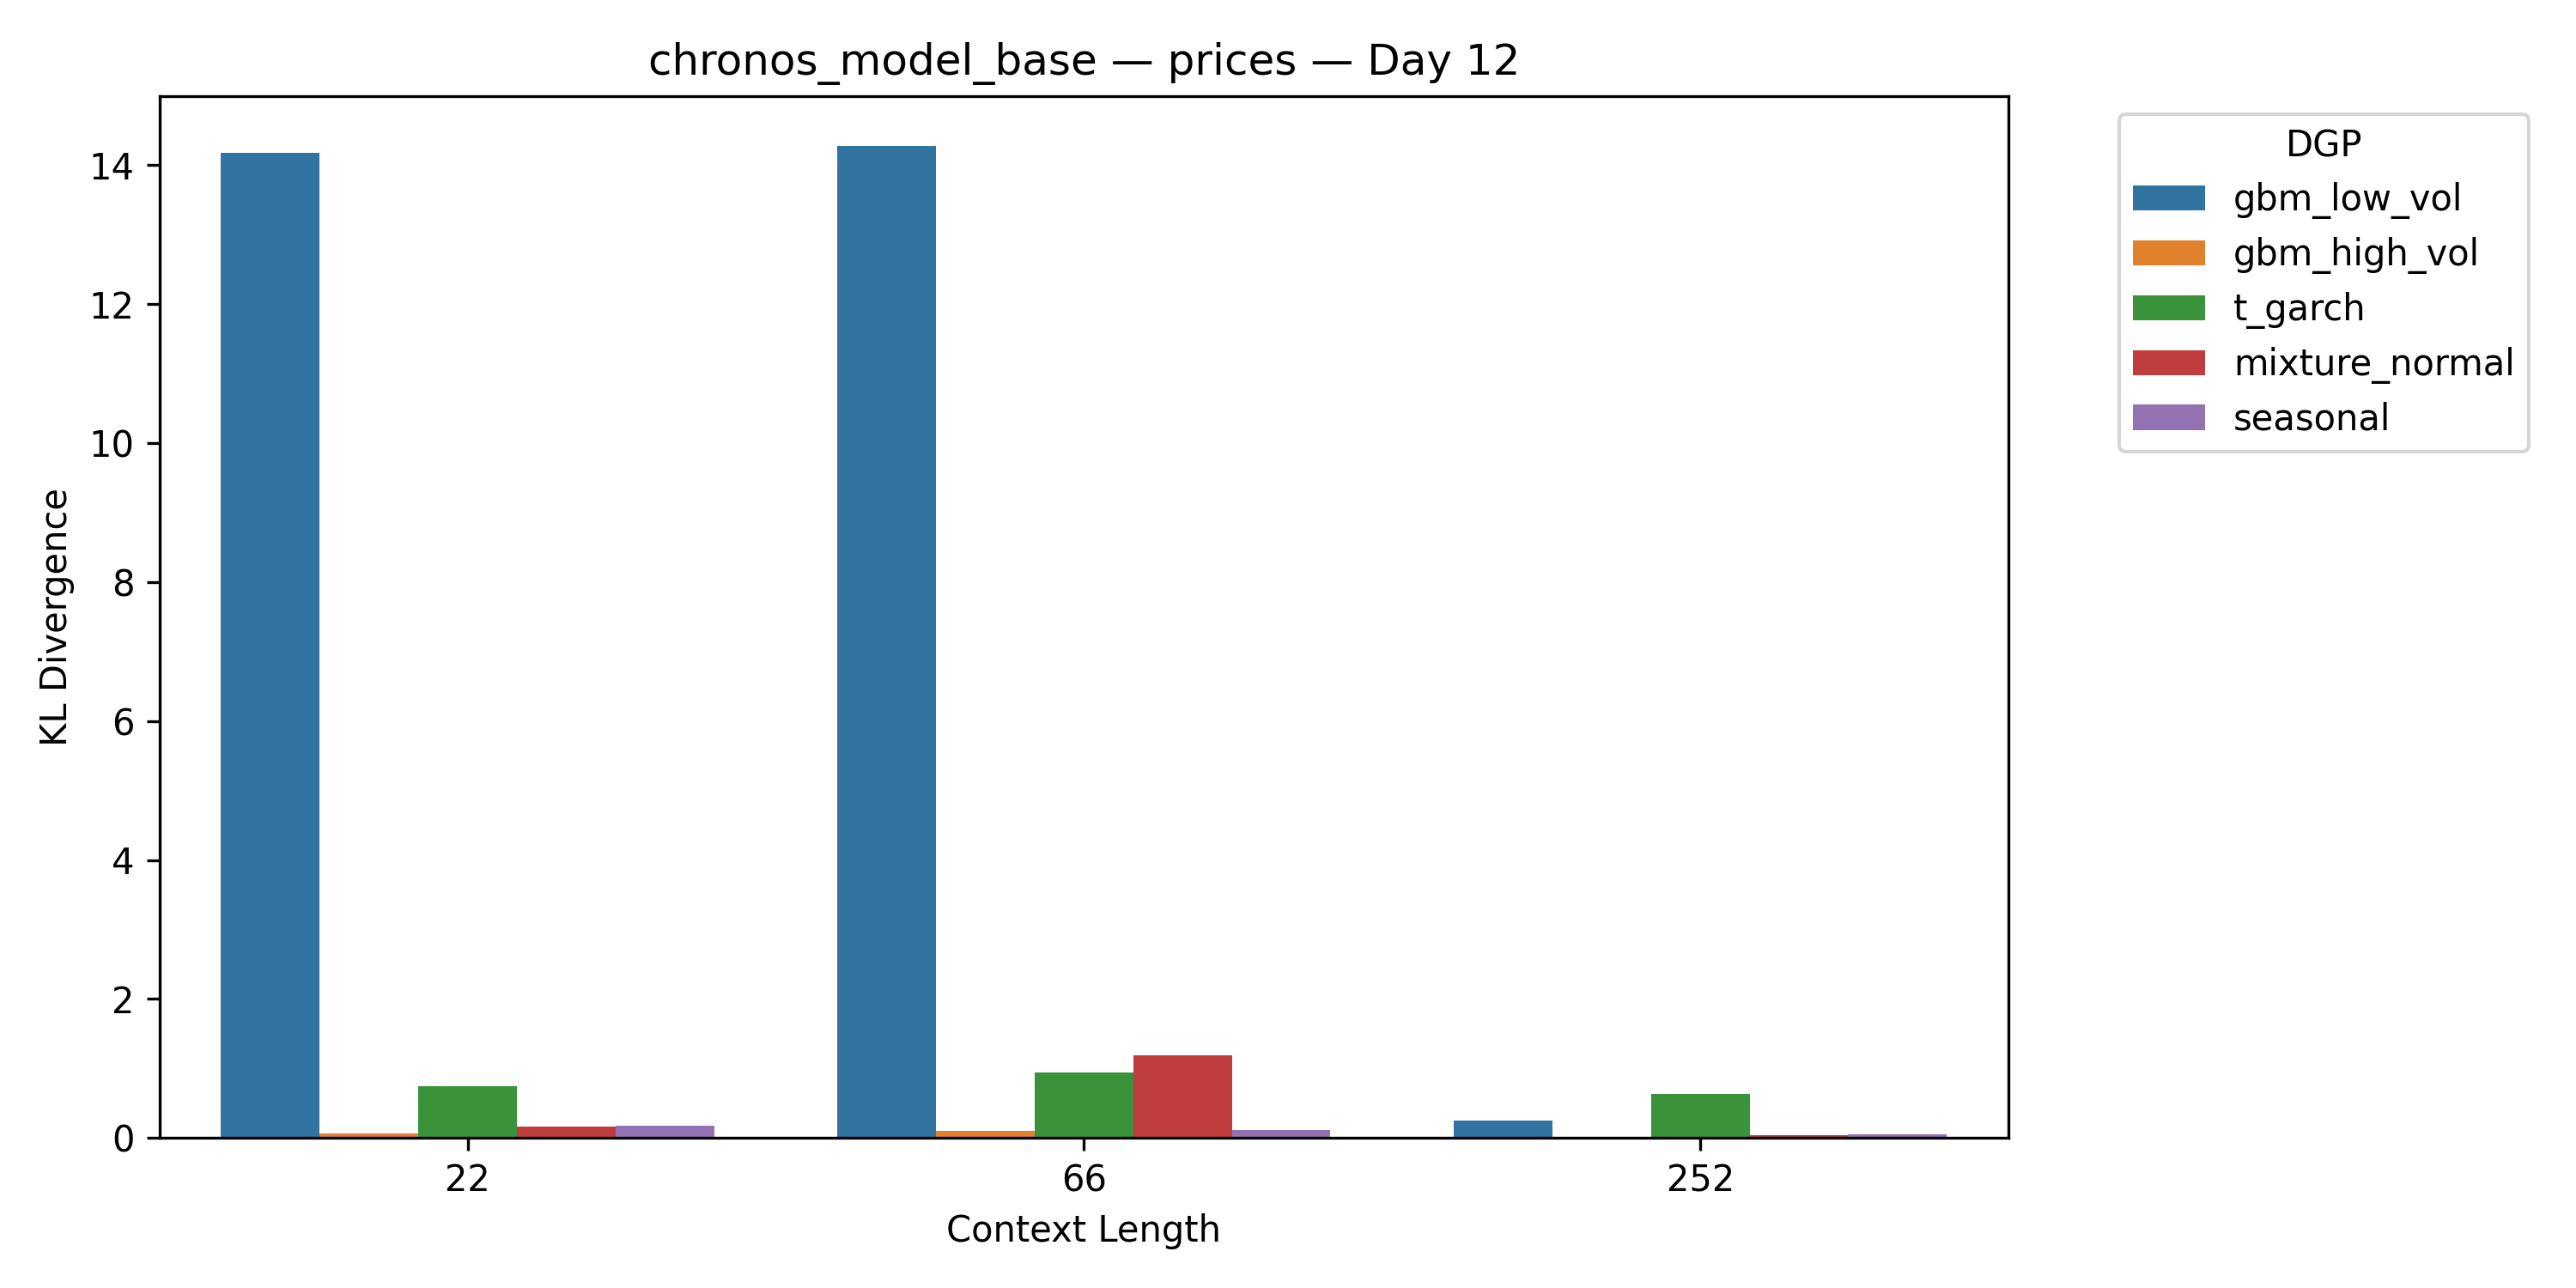 chronos_model_base — prices — Day 12
KL Divergence
14
12
10
8
6
4
2
0
22
66
252
Context Length
DGP
gbm_low_vol
gbm_high_vol
t_garch
mixture_normal
seasonal